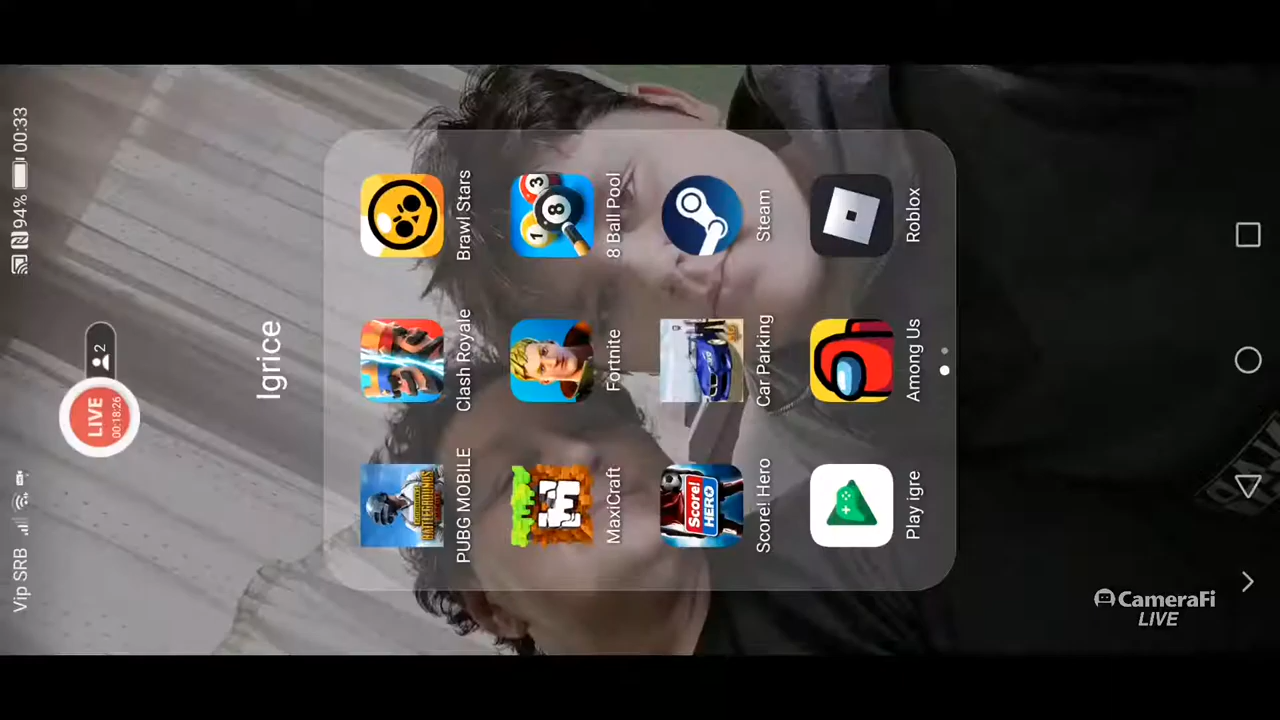 Vip SRB
94% 00:33
LIVE
00:18:26
2
Igrice
PUBG MOBILE
Clash Royale
Brawl Stars
MaxiCraft
Fortnite
8 Ball Pool
Score! Hero
Car Parking
Steam
Play igre
Among Us
Roblox
CameraFi
LIVE